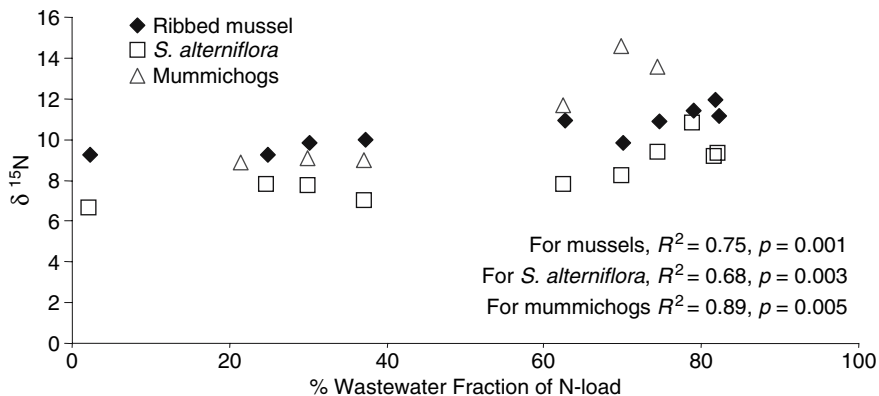 16
14
12
10
8
6
4
2
0
δ ¹⁵N
Ribbed mussel
S. alterniflora
Mummichogs
For mussels, R² = 0.75, p = 0.001
For S. alterniflora, R² = 0.68, p = 0.003
For mummichogs R² = 0.89, p = 0.005
0 20 40 60 80 100
% Wastewater Fraction of N-load